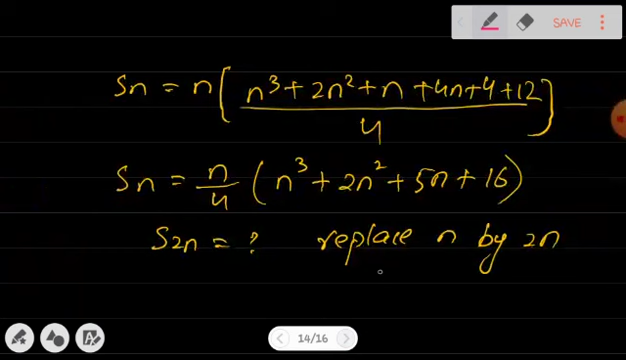 SAVE
Sn = n( (n³ + 2n² + n + 4n + 4 + 12)/4 )
Sn = n/4 ( n³ + 2n² + 5n + 16 )
S2n = ? replace n by 2n
14/16